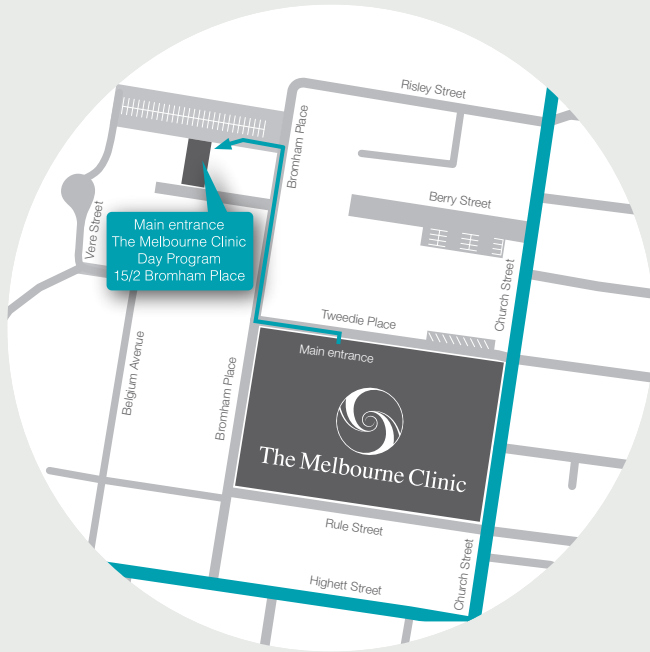 Risley Street
Bromham Place
Berry Street
Vere Street
Main entrance
The Melbourne Clinic
Day Program
15/2 Bromham Place
Church Street
Tweedie Place
Main entrance
Belgium Avenue
Bromham Place
The Melbourne Clinic
Rule Street
Church Street
Highett Street